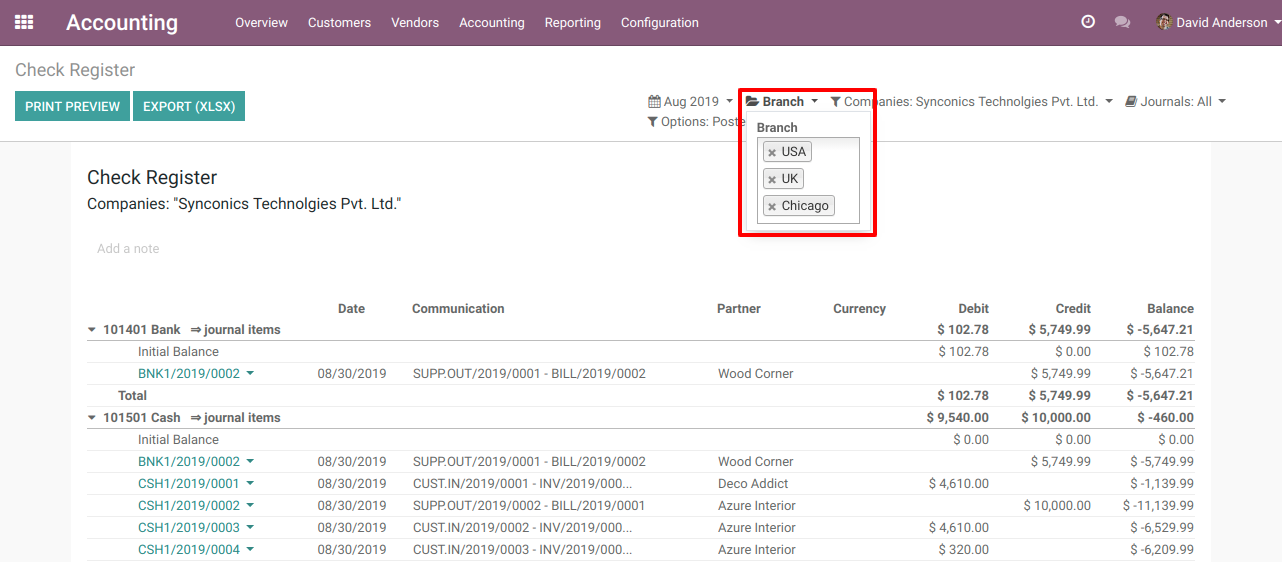 Accounting Overview Customers Vendors Accounting Reporting Configuration David Anderson
Check Register
PRINT PREVIEW EXPORT (XLSX)
Aug 2019 Branch Companies: Synconics Technolgies Pvt. Ltd. Journals: All
Options: Poste
Branch
USA
UK
Chicago
Check Register
Companies: "Synconics Technolgies Pvt. Ltd."
Add a note
Date Communication Partner Currency Debit Credit Balance
101401 Bank ⇒ journal items $ 102.78 $ 5,749.99 $ -5,647.21
Initial Balance $ 102.78 $ 0.00 $ 102.78
BNK1/2019/0002 08/30/2019 SUPP.OUT/2019/0001 - BILL/2019/0002 Wood Corner $ 5,749.99 $ -5,647.21
Total $ 102.78 $ 5,749.99 $ -5,647.21
101501 Cash ⇒ journal items $ 9,540.00 $ 10,000.00 $ -460.00
Initial Balance $ 0.00 $ 0.00 $ 0.00
BNK1/2019/0002 08/30/2019 SUPP.OUT/2019/0001 - BILL/2019/0002 Wood Corner $ 5,749.99 $ -5,749.99
CSH1/2019/0001 08/30/2019 CUST.IN/2019/0001 - INV/2019/000... Deco Addict $ 4,610.00 $ -1,139.99
CSH1/2019/0002 08/30/2019 SUPP.OUT/2019/0002 - BILL/2019/0001 Azure Interior $ 10,000.00 $ -11,139.99
CSH1/2019/0003 08/30/2019 CUST.IN/2019/0002 - INV/2019/000... Azure Interior $ 4,610.00 $ -6,529.99
CSH1/2019/0004 08/30/2019 CUST.IN/2019/0003 - INV/2019/000... Azure Interior $ 320.00 $ -6,209.99